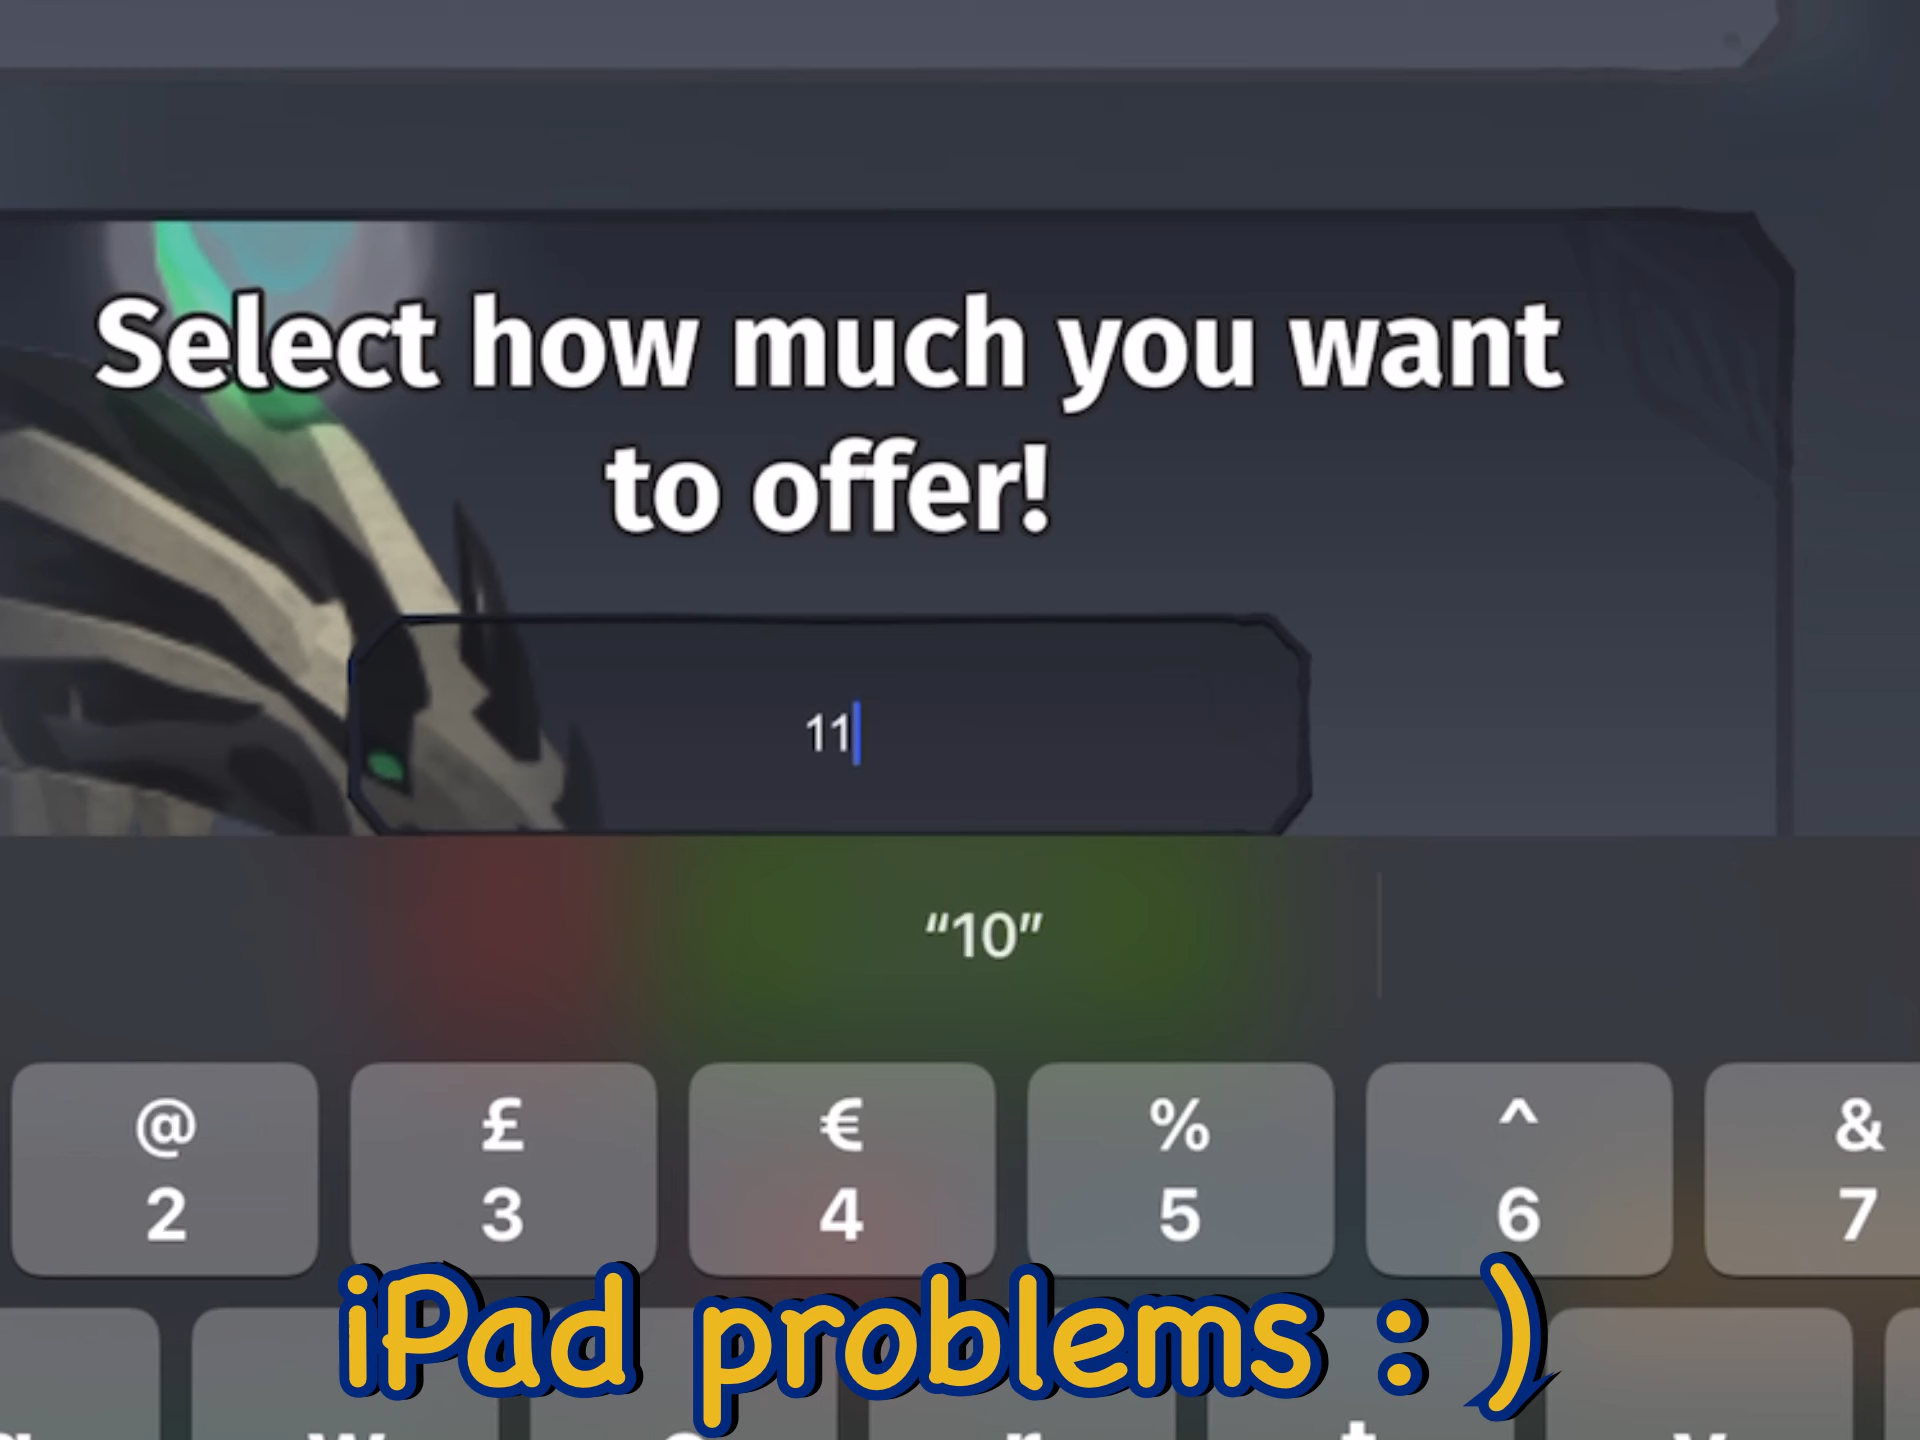 Select how much you want
to offer!
11
“10”
@ £ € % ^ &
2 3 4 5 6 7
iPad problems : )